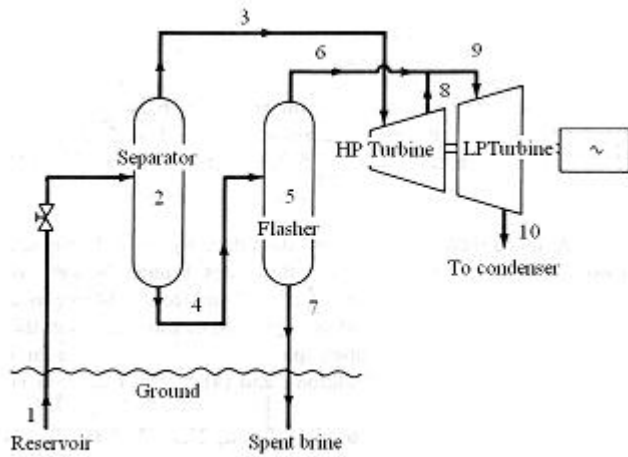 3
6
9
8
Separator
HP Turbine
LPTurbine
~
2
5
Flasher
10
To condenser
4
7
Ground
1
Reservoir
Spent brine